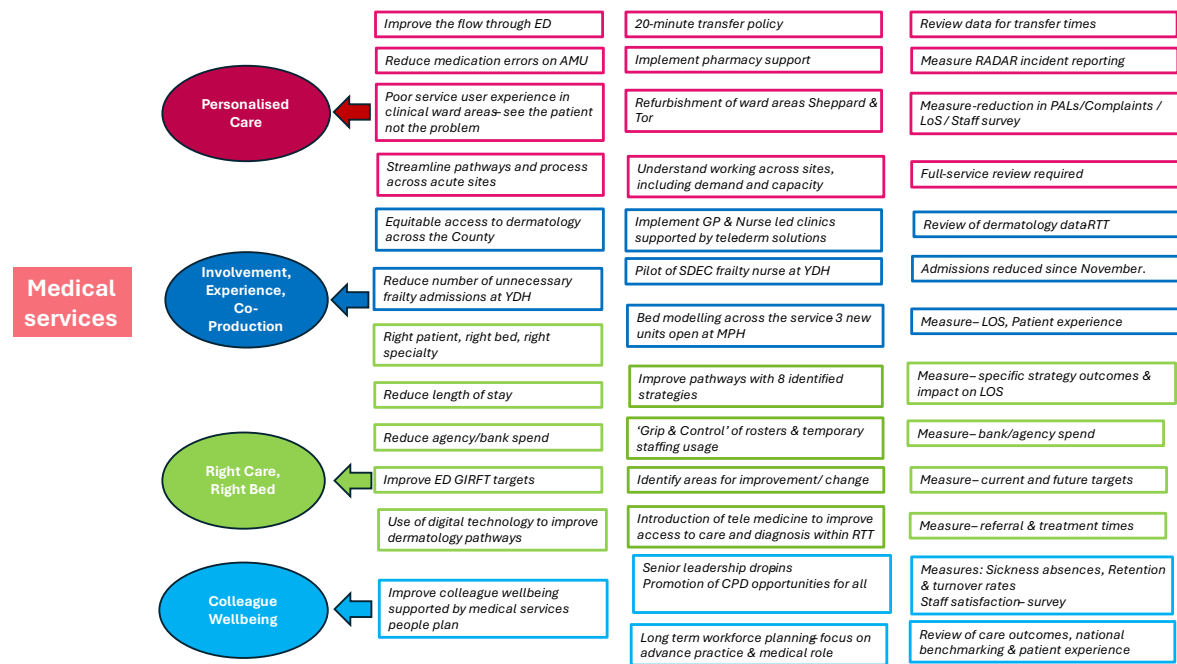 Improve the flow through ED
20-minute transfer policy
Review data for transfer times
Reduce medication errors on AMU
Implement pharmacy support
Measure RADAR incident reporting
Personalised
Care
Poor service user experience in
clinical ward areas– see the patient
not the problem
Refurbishment of ward areas Sheppard &
Tor
Measure-reduction in PALs/Complaints /
LoS / Staff survey
Streamline pathways and process
across acute sites
Understand working across sites,
including demand and capacity
Full-service review required
Equitable access to dermatology
across the County
Implement GP & Nurse led clinics
supported by telederm solutions
Review of dermatology dataRTT
Medical
services
Involvement,
Experience,
Co-
Production
Reduce number of unnecessary
frailty admissions at YDH
Pilot of SDEC frailty nurse at YDH
Admissions reduced since November.
Right patient, right bed, right
specialty
Bed modelling across the service 3 new
units open at MPH
Measure– LOS, Patient experience
Reduce length of stay
Improve pathways with 8 identified
strategies
Measure– specific strategy outcomes &
impact on LOS
Reduce agency/bank spend
‘Grip & Control’ of rosters & temporary
staffing usage
Measure– bank/agency spend
Right Care,
Right Bed
Improve ED GIRFT targets
Identify areas for improvement/ change
Measure– current and future targets
Use of digital technology to improve
dermatology pathways
Introduction of tele medicine to improve
access to care and diagnosis within RTT
Measure– referral & treatment times
Colleague
Wellbeing
Improve colleague wellbeing
supported by medical services
people plan
Senior leadership dropins
Promotion of CPD opportunities for all
Measures: Sickness absences, Retention
& turnover rates
Staff satisfaction– survey
Long term workforce planning- focus on
advance practice & medical role
Review of care outcomes, national
benchmarking & patient experience